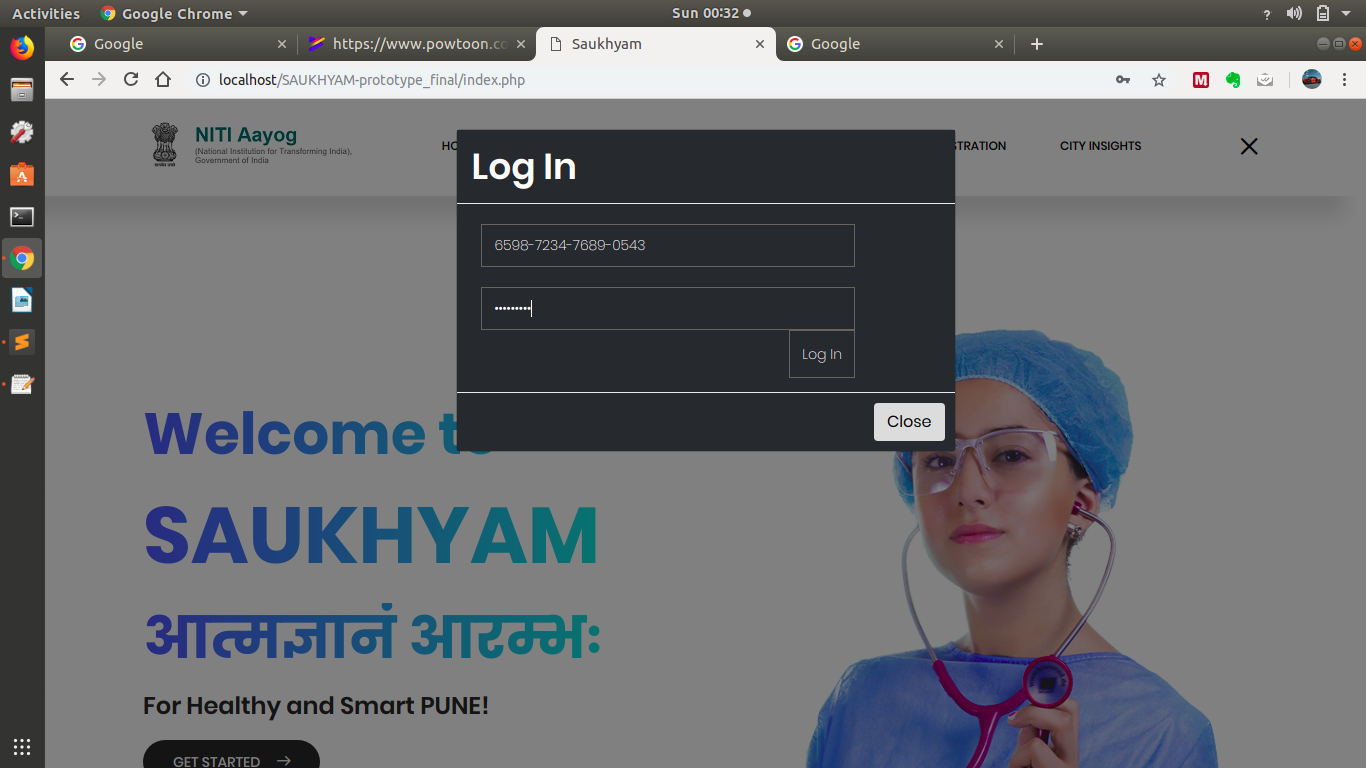 Activities Google Chrome Sun 00:32
Google https://www.powtoon.co Saukhyam Google
localhost/SAUKHYAM-prototype_final/index.php
NITI Aayog
(National Institution for Transforming India),
Government of India
HO
STRATION CITY INSIGHTS
Log In
6598-7234-7689-0543
•••••••••
Log In
Close
Welcome t
SAUKHYAM
आत्मज्ञानं आरम्भः
For Healthy and Smart PUNE!
GET STARTED